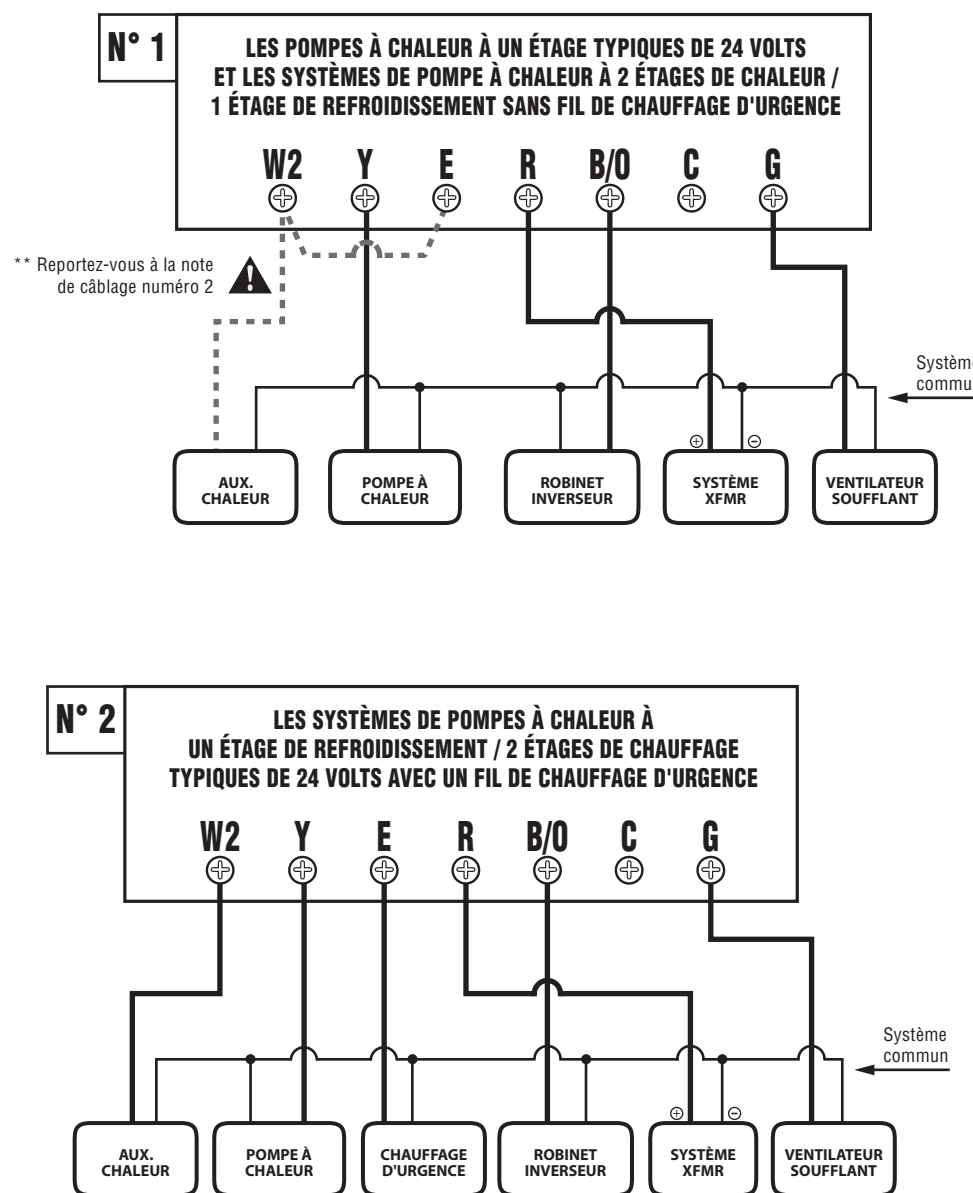 N° 1
LES POMPES À CHALEUR À UN ÉTAGE TYPIQUES DE 24 VOLTS
ET LES SYSTÈMES DE POMPE À CHALEUR À 2 ÉTAGES DE CHALEUR /
1 ÉTAGE DE REFROIDISSEMENT SANS FIL DE CHAUFFAGE D'URGENCE
W2 Y E R B/O C G
** Reportez-vous à la note
de câblage numéro 2
!
Système
commu
+ −
AUX.
CHALEUR
POMPE À
CHALEUR
ROBINET
INVERSEUR
SYSTÈME
XFMR
VENTILATEUR
SOUFFLANT
N° 2
LES SYSTÈMES DE POMPES À CHALEUR À
UN ÉTAGE DE REFROIDISSEMENT / 2 ÉTAGES DE CHAUFFAGE
TYPIQUES DE 24 VOLTS AVEC UN FIL DE CHAUFFAGE D'URGENCE
W2 Y E R B/O C G
Système
commun
+ −
AUX.
CHALEUR
POMPE À
CHALEUR
CHAUFFAGE
D'URGENCE
ROBINET
INVERSEUR
SYSTÈME
XFMR
VENTILATEUR
SOUFFLANT